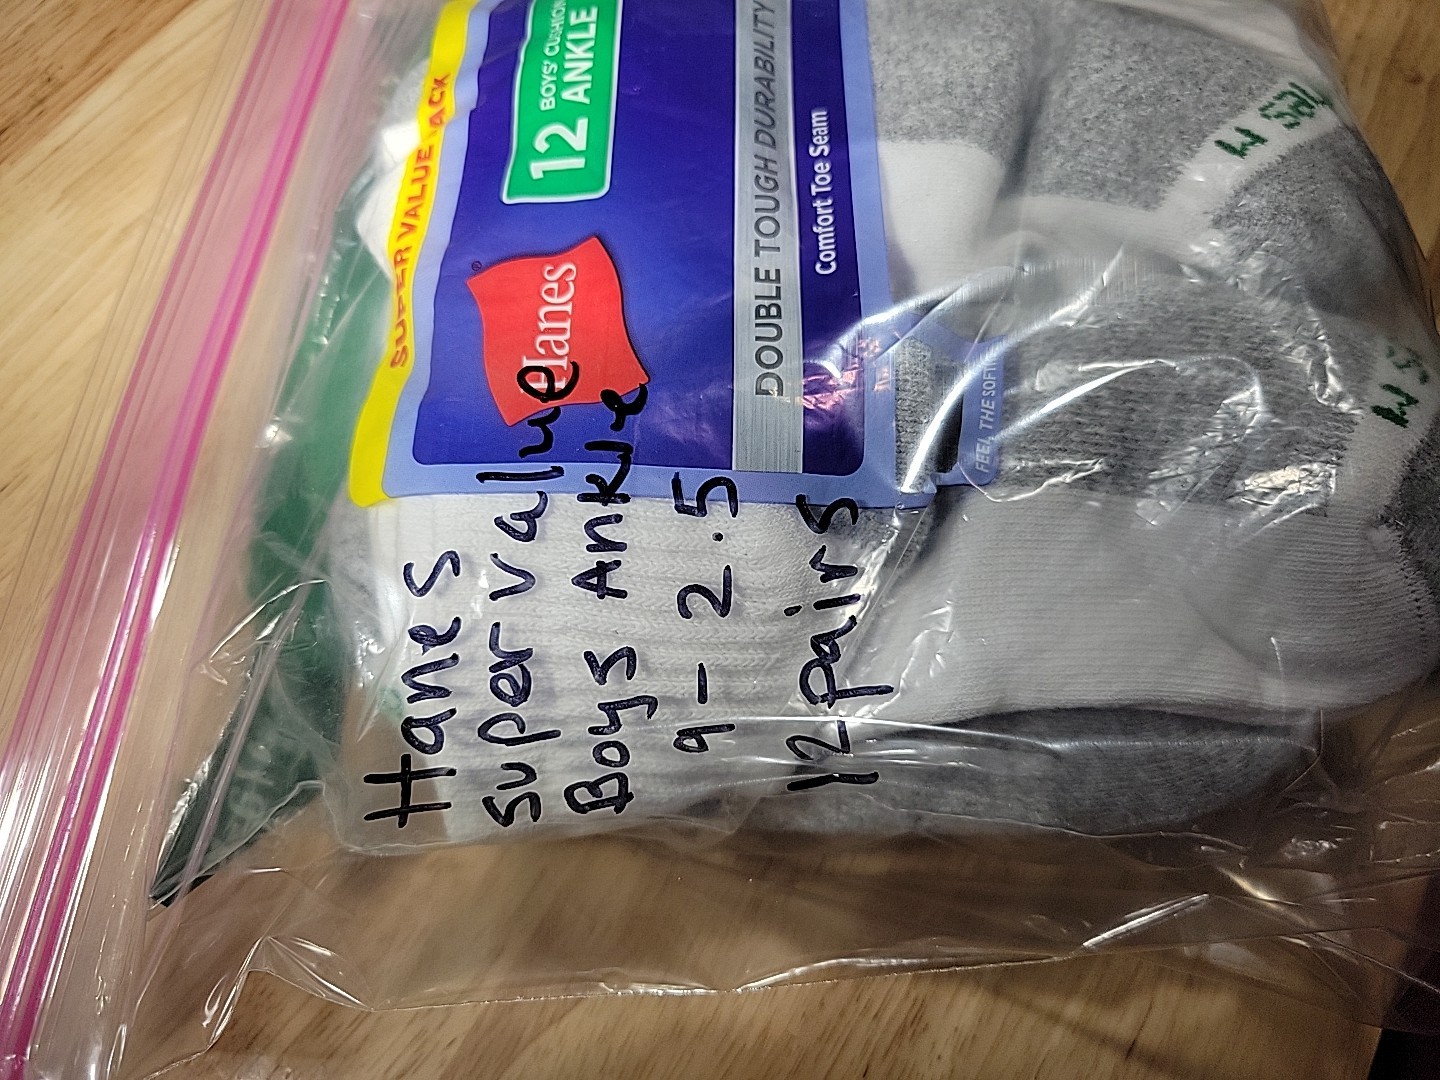 SUPER VALUE PACK
12 BOYS' CUSHION
ANKLE
Hanes
®
DOUBLE TOUGH DURABILITY
Comfort Toe Seam
FEEL THE
Hanes
super value
Boys Ankle
9-2.5
12 pairs
M
M